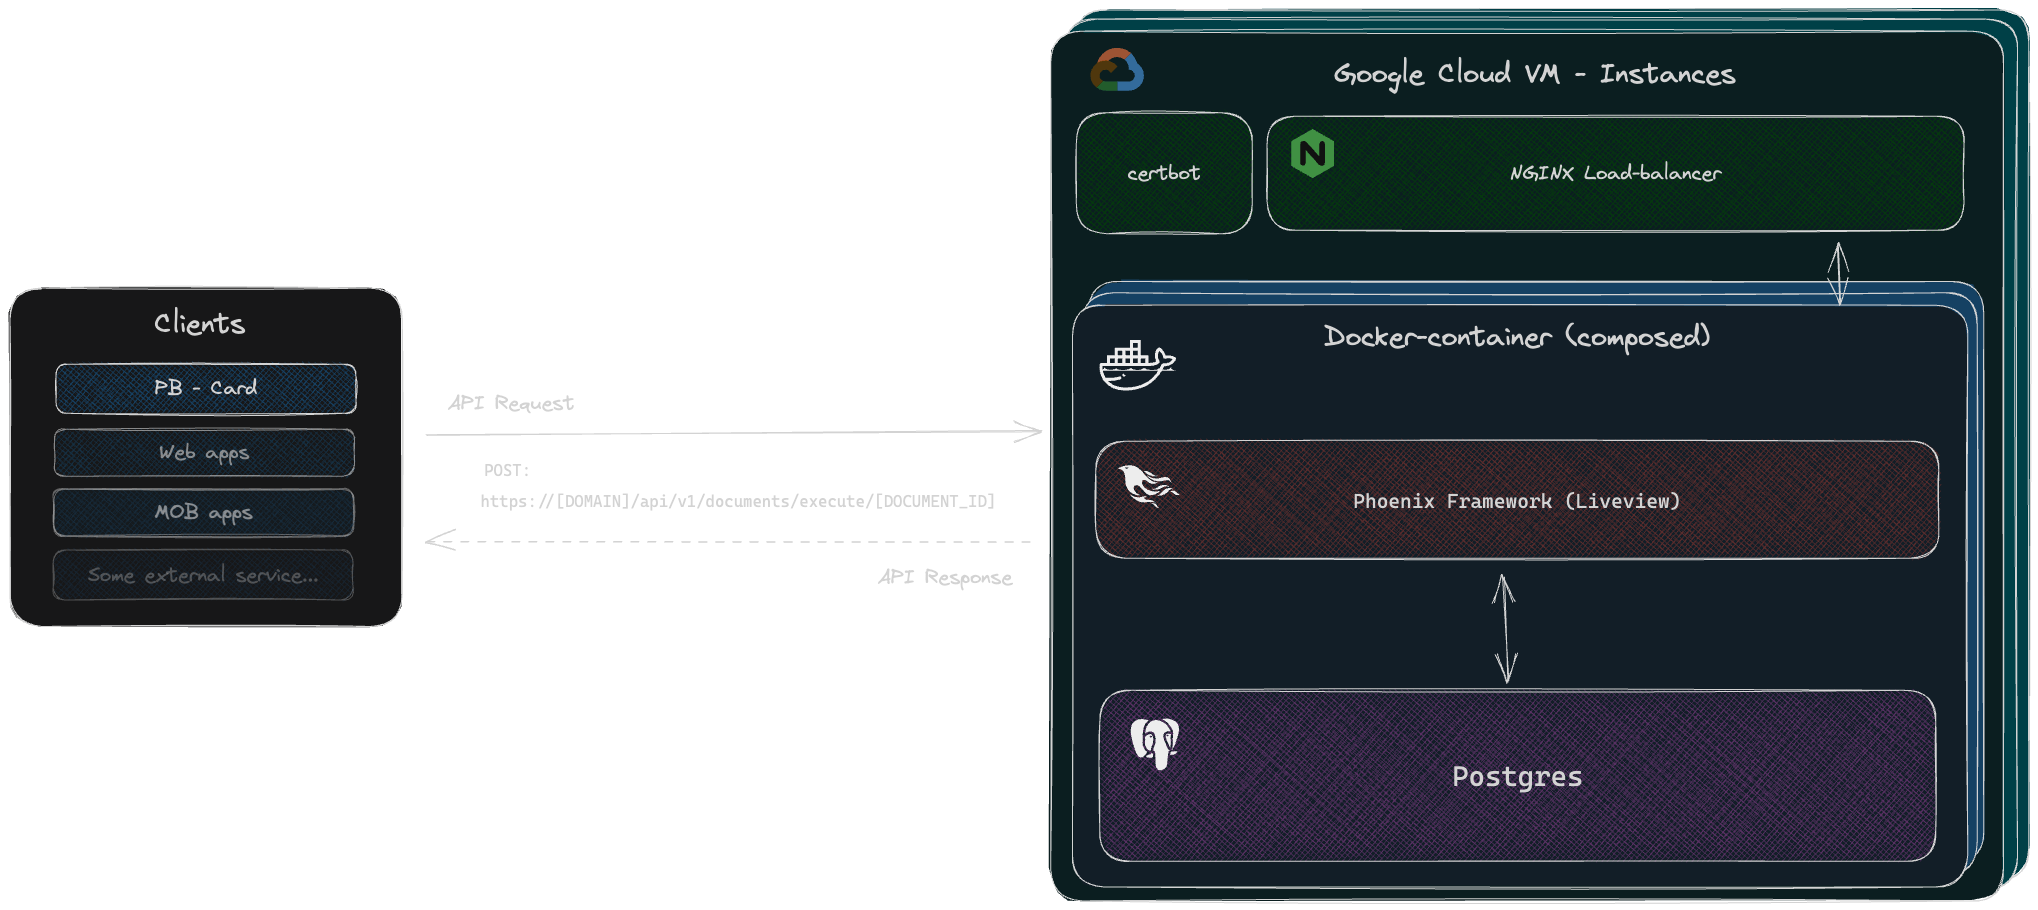 Google Cloud VM - Instances
certbot
NGINX Load-balancer
Clients
PB - Card
Web apps
MOB apps
Some external service...
API Request
POST:
https://[DOMAIN]/api/v1/documents/execute/[DOCUMENT_ID]
API Response
Docker-container (composed)
Phoenix Framework (Liveview)
Postgres